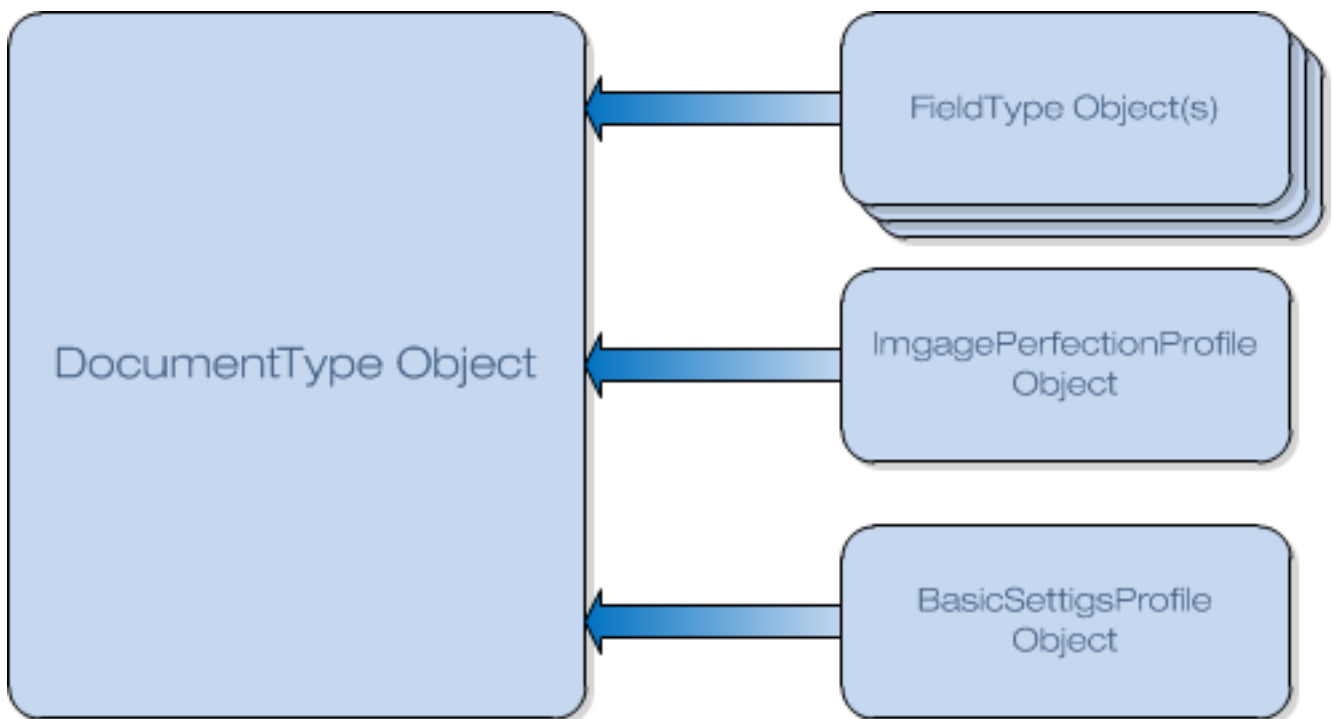 DocumentType Object
FieldType Object(s)
ImgagePerfectionProfile
Object
BasicSettigsProfile
Object